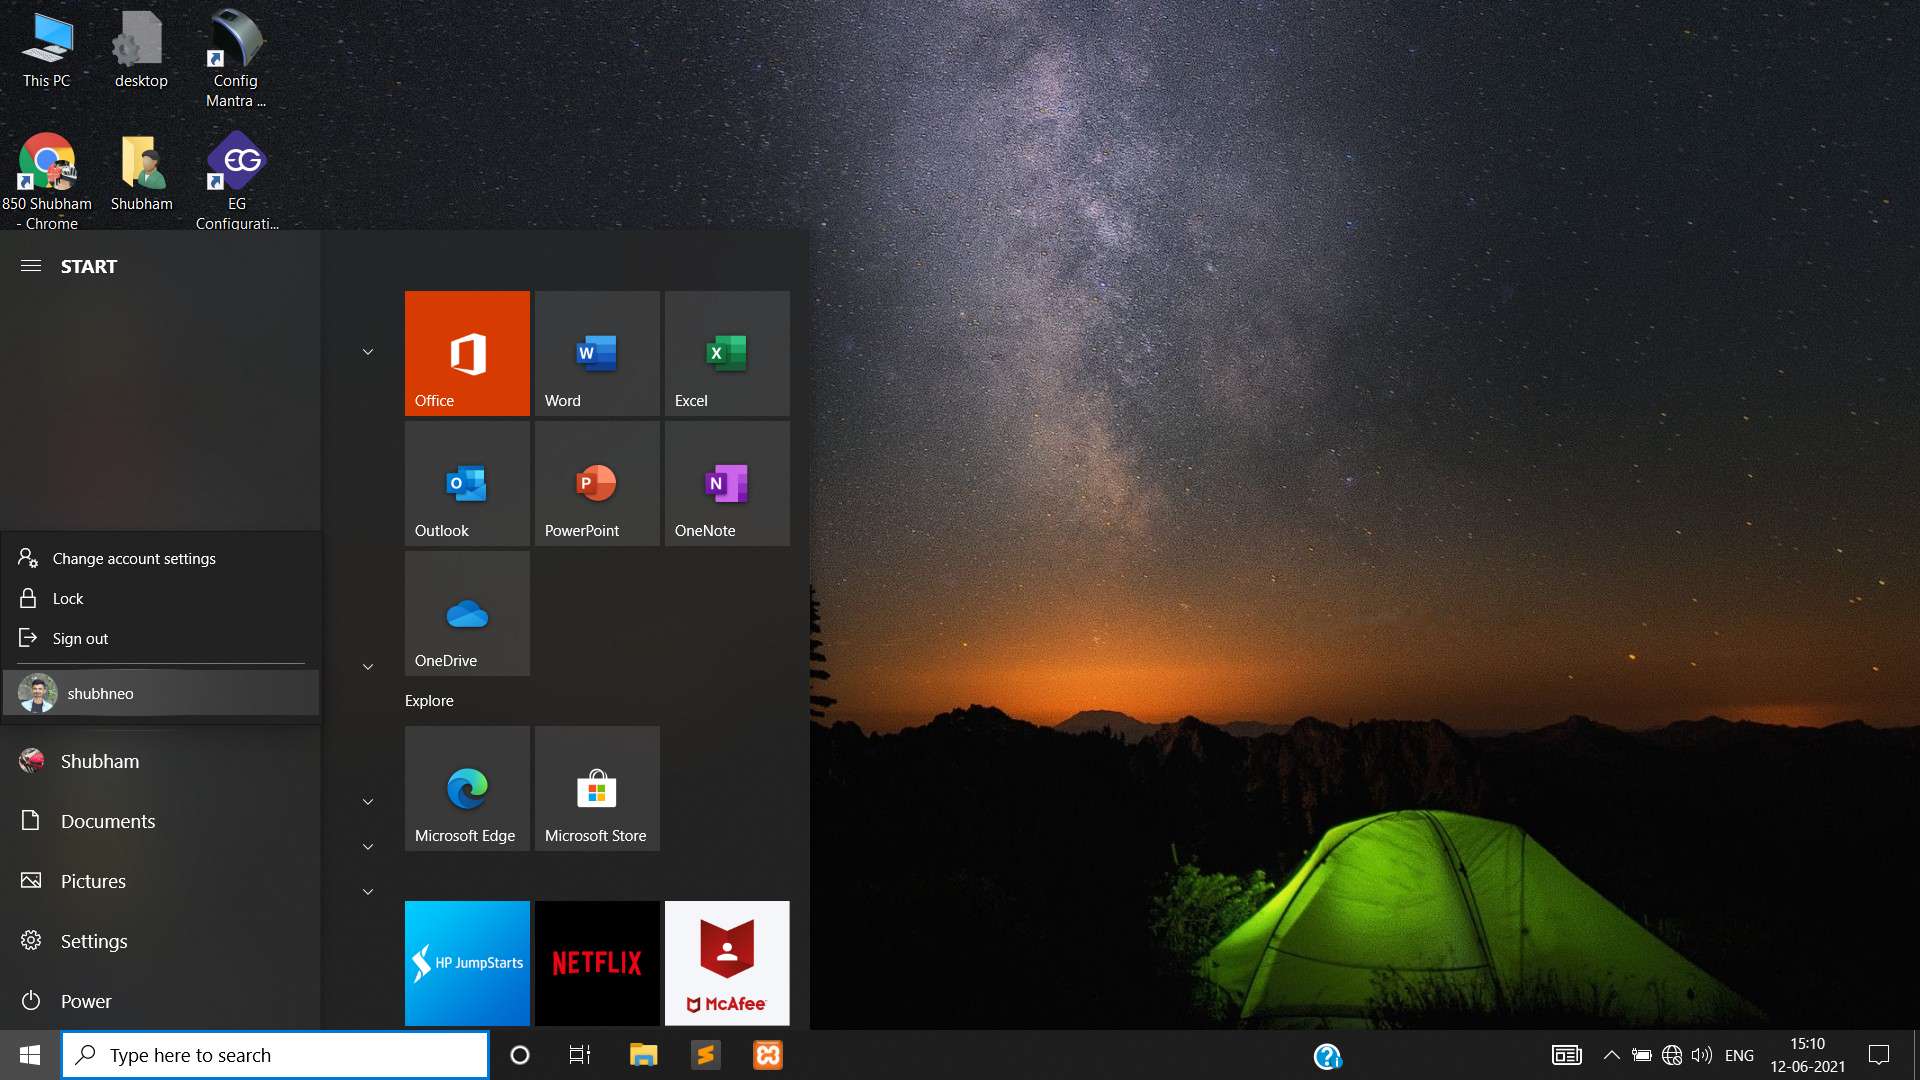 This PC
desktop
Config
Mantra ...
850 Shubham
- Chrome
Shubham
EG
EG
Configurati...
START
Office
W
Word
X
Excel
O
Outlook
P
PowerPoint
N
OneNote
OneDrive
Explore
Microsoft Edge
Microsoft Store
HP JumpStarts
NETFLIX
McAfee
Change account settings
Lock
Sign out
shubhneo
Shubham
Documents
Pictures
Settings
Power
Type here to search
ENG
15:10
12-06-2021